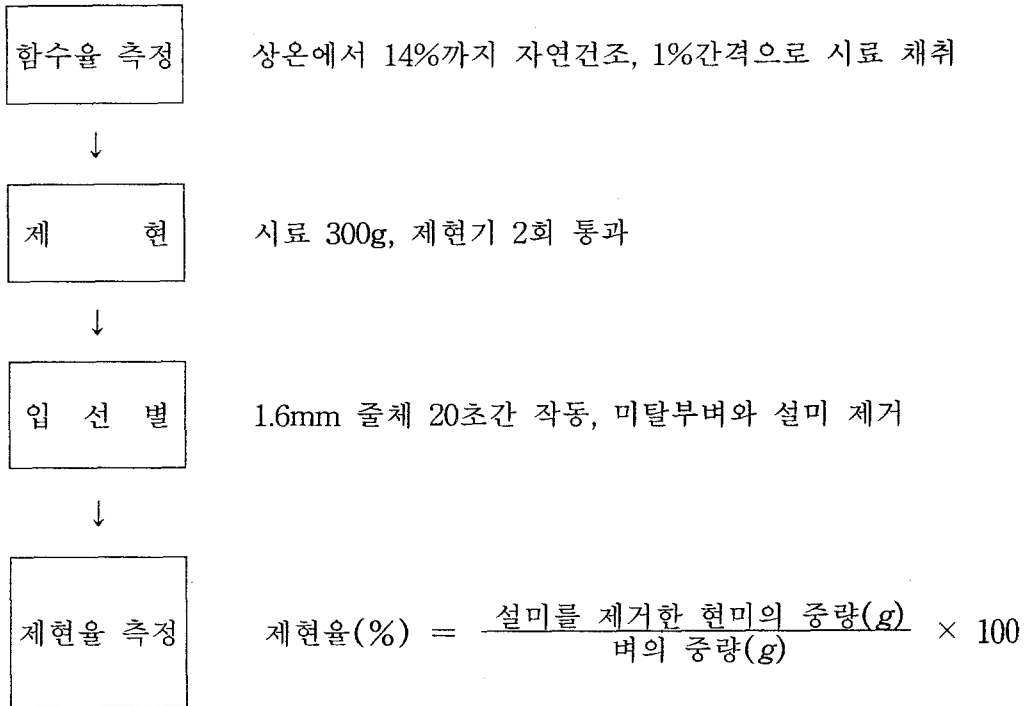 함수율 측정 상온에서 14%까지 자연건조, 1%간격으로 시료 채취
↓
제 현 시료 300g, 제현기 2회 통과
↓
입 선 별 1.6mm 줄체 20초간 작동, 미탈부벼와 설미 제거
↓
제현율 측정 제현율(%) = 설미를 제거한 현미의 중량(g) / 벼의 중량(g) × 100